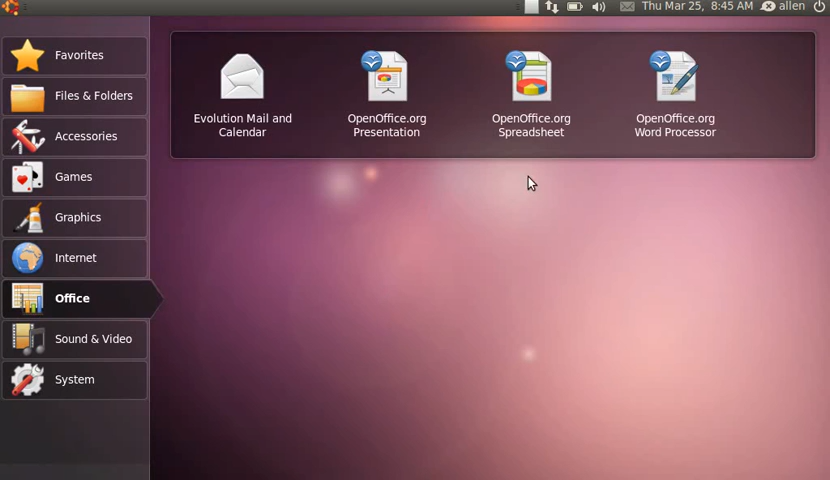 Thu Mar 25, 8:45 AM allen
Favorites
Files & Folders
Accessories
Games
Graphics
Internet
Office
Sound & Video
System
Evolution Mail and
Calendar
OpenOffice.org
Presentation
OpenOffice.org
Spreadsheet
OpenOffice.org
Word Processor